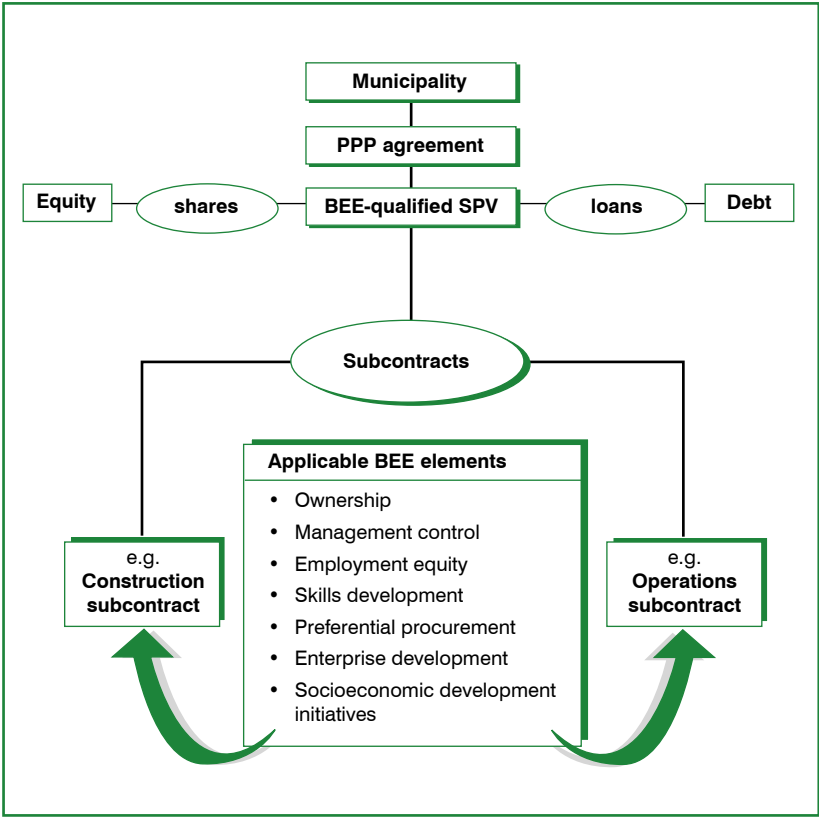 Municipality
PPP agreement
Equity
shares
BEE-qualified SPV
loans
Debt
Subcontracts
Applicable BEE elements
• Ownership
• Management control
• Employment equity
• Skills development
• Preferential procurement
• Enterprise development
• Socioeconomic development
initiatives
e.g.
Construction
subcontract
e.g.
Operations
subcontract